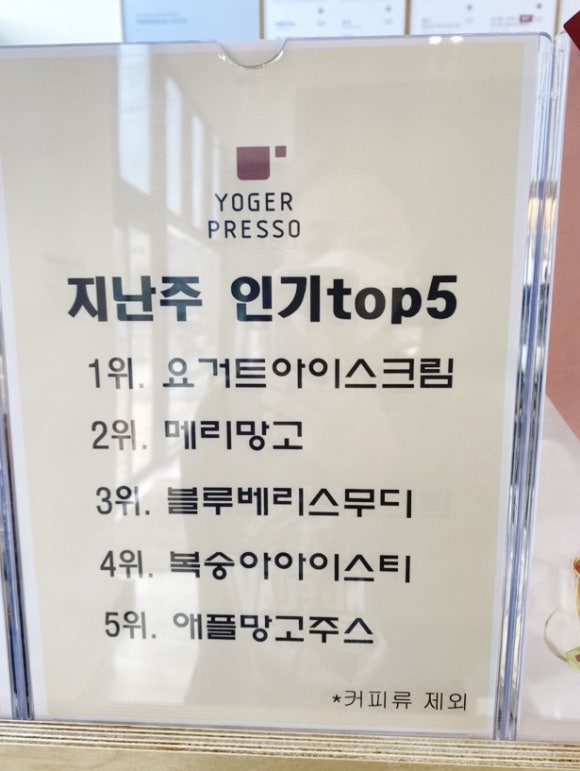 YOGER
PRESSO
지난주 인기top5
1위. 요거트아이스크림
2위. 메리망고
3위. 블루베리스무디
4위. 복숭아아이스티
5위. 애플망고주스
*커피류 제외